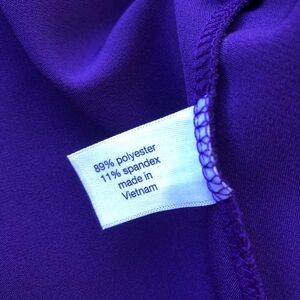 89% polyester
11% spandex
made in
Vietnam